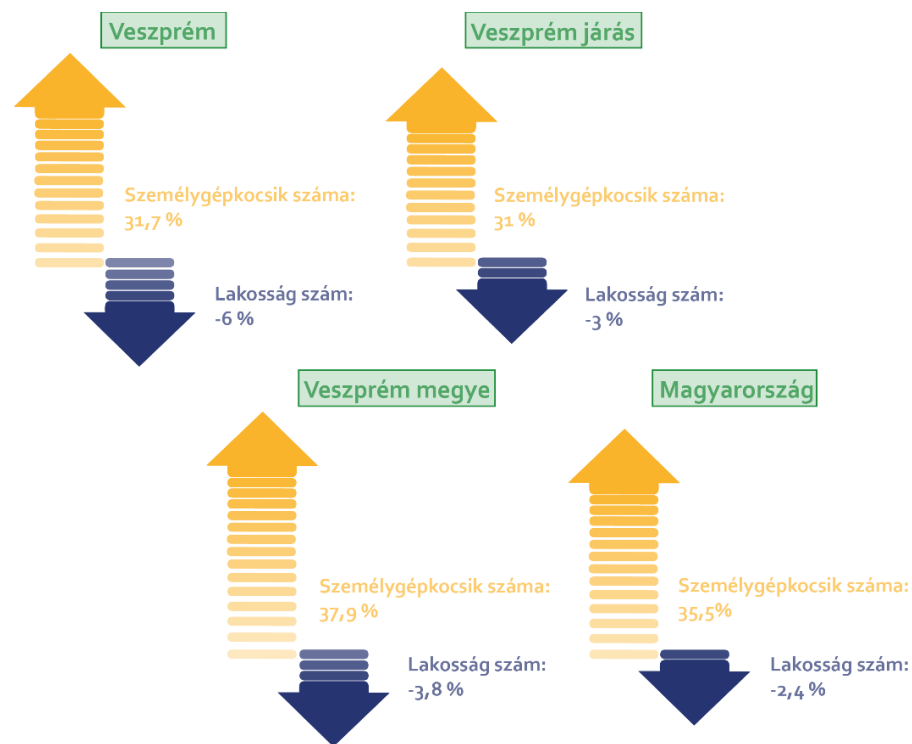 Veszprém
Személygépkocsik száma:
31,7 %
Lakosság szám:
-6 %
Veszprém járás
Személygépkocsik száma:
31 %
Lakosság szám:
-3 %
Veszprém megye
Személygépkocsik száma:
37,9 %
Lakosság szám:
-3,8 %
Magyarország
Személygépkocsik száma:
35,5%
Lakosság szám:
-2,4 %